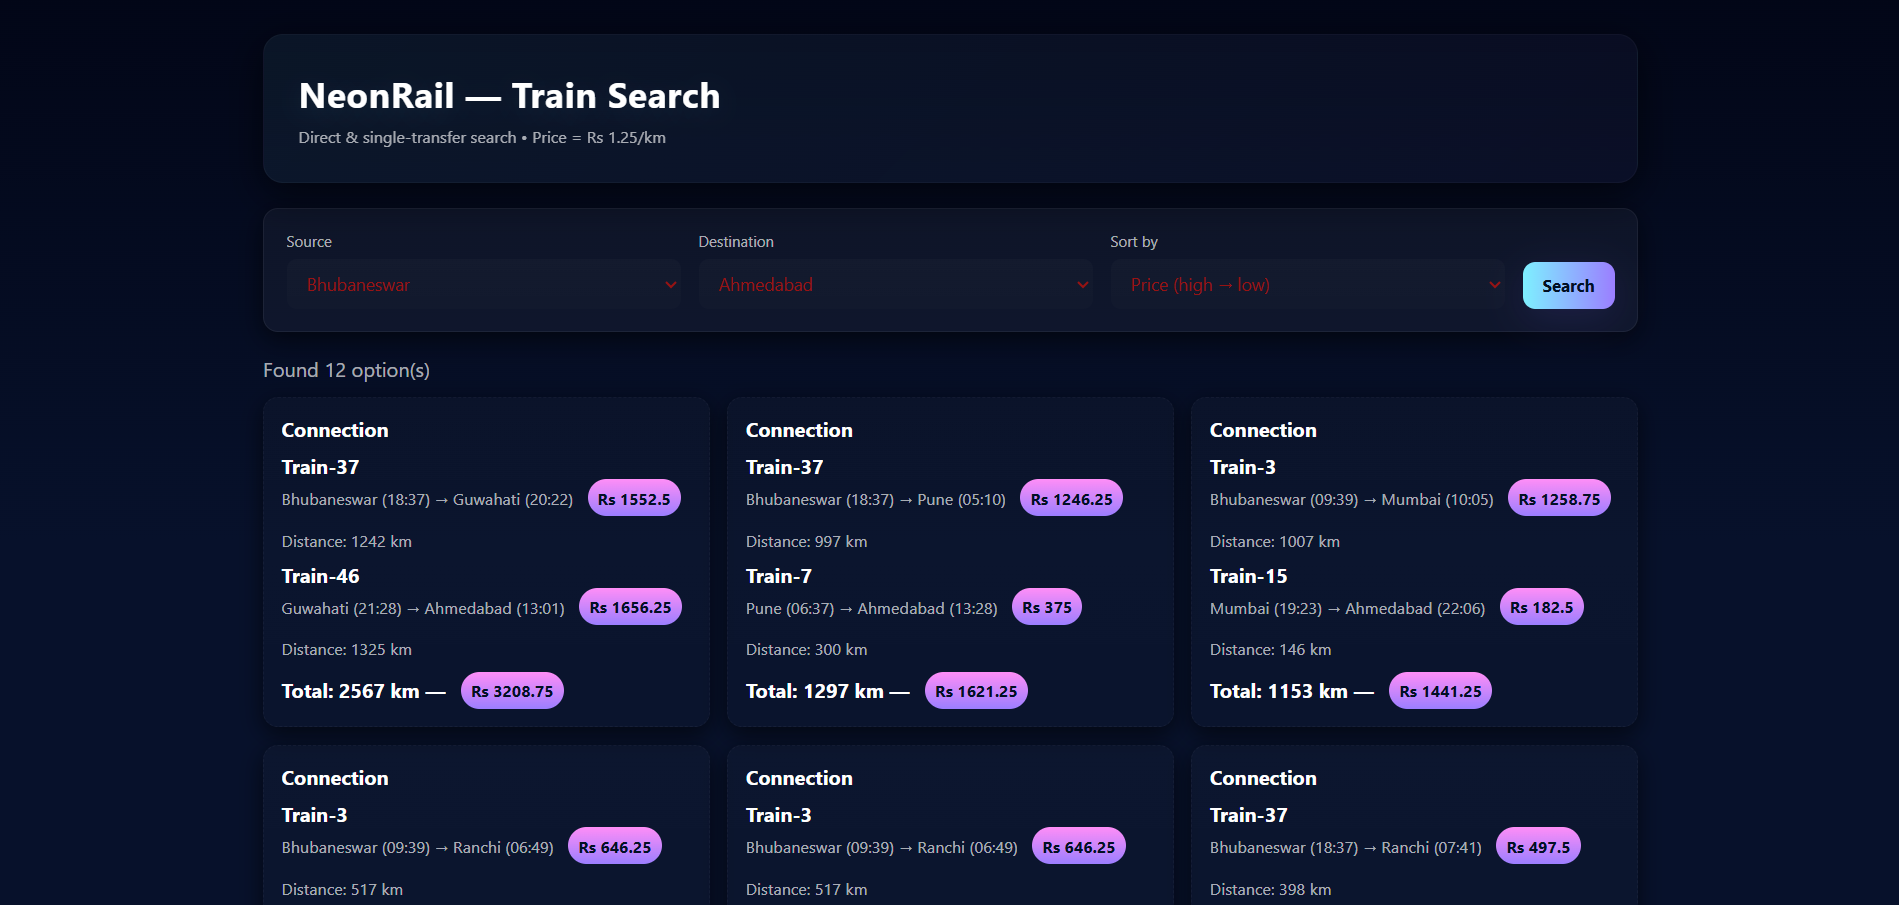 NeonRail — Train Search
Direct & single-transfer search • Price = Rs 1.25/km
Source
Destination
Sort by
Bhubaneswar
Ahmedabad
Price (high → low)
Search
Found 12 option(s)
Connection
Train-37
Bhubaneswar (18:37) → Guwahati (20:22) Rs 1552.5
Distance: 1242 km
Train-46
Guwahati (21:28) → Ahmedabad (13:01) Rs 1656.25
Distance: 1325 km
Total: 2567 km — Rs 3208.75
Connection
Train-37
Bhubaneswar (18:37) → Pune (05:10) Rs 1246.25
Distance: 997 km
Train-7
Pune (06:37) → Ahmedabad (13:28) Rs 375
Distance: 300 km
Total: 1297 km — Rs 1621.25
Connection
Train-3
Bhubaneswar (09:39) → Mumbai (10:05) Rs 1258.75
Distance: 1007 km
Train-15
Mumbai (19:23) → Ahmedabad (22:06) Rs 182.5
Distance: 146 km
Total: 1153 km — Rs 1441.25
Connection
Train-3
Bhubaneswar (09:39) → Ranchi (06:49) Rs 646.25
Distance: 517 km
Connection
Train-3
Bhubaneswar (09:39) → Ranchi (06:49) Rs 646.25
Distance: 517 km
Connection
Train-37
Bhubaneswar (18:37) → Ranchi (07:41) Rs 497.5
Distance: 398 km